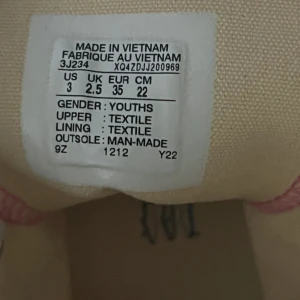 MADE IN VIETNAM
FABRIQUE AU VIETNAM
3J234 XQ4ZDJJ200969
US UK EUR CM
3 2.5 35 22
GENDER : YOUTHS
UPPER : TEXTILE
LINING : TEXTILE
OUTSOLE : MAN-MADE
9Z 1212 Y22